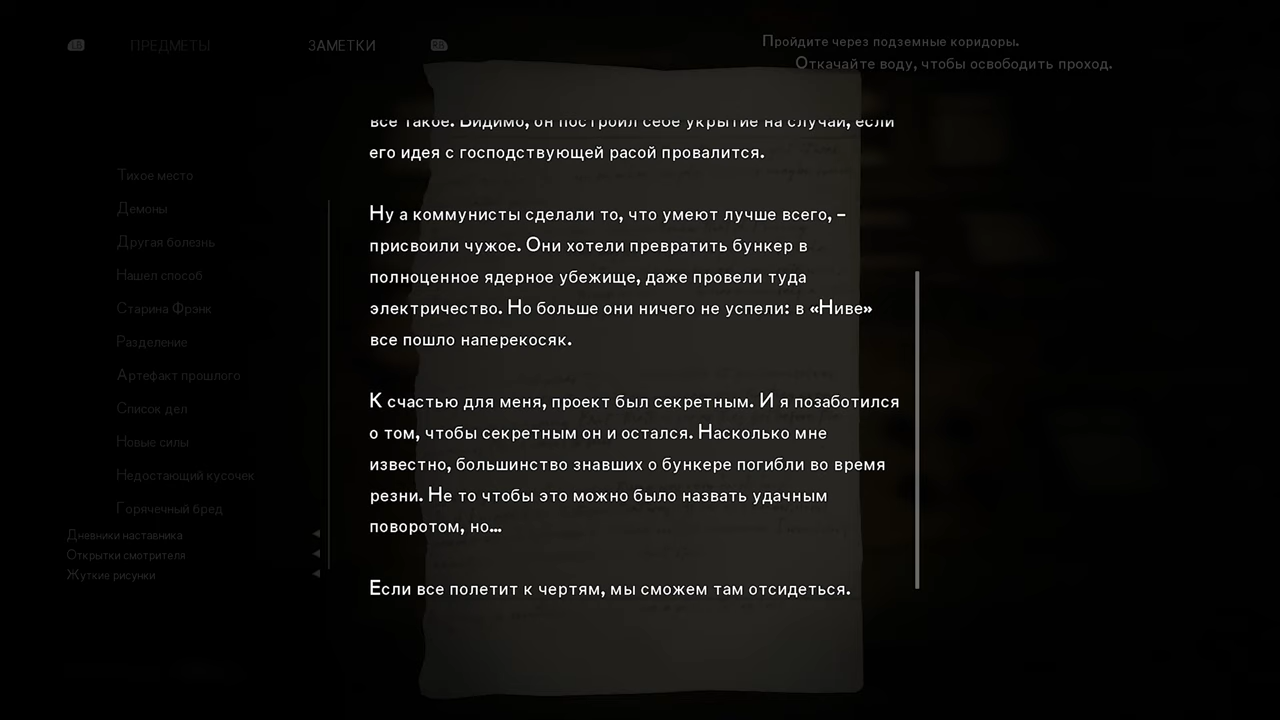 LB ПРЕДМЕТЫ ЗАМЕТКИ
Пройдите через подземные коридоры.
Откачайте воду, чтобы освободить проход.
Тихое место
Демоны
Другая болезнь
Нашел способ
Старина Фрэнк
Разделение
Артефакт прошлого
Список дел
Новые силы
Недостающий кусочек
Горячечный бред
Дневники наставника
Открытки смотрителя
Жуткие рисунки
все такое. Видимо, он построил себе укрытие на случай, если
его идея с господствующей расой провалится.
Ну а коммунисты сделали то, что умеют лучше всего, –
присвоили чужое. Они хотели превратить бункер в
полноценное ядерное убежище, даже провели туда
электричество. Но больше они ничего не успели: в «Ниве»
все пошло наперекосяк.
К счастью для меня, проект был секретным. И я позаботился
о том, чтобы секретным он и остался. Насколько мне
известно, большинство знавших о бункере погибли во время
резни. Не то чтобы это можно было назвать удачным
поворотом, но...
Если все полетит к чертям, мы сможем там отсидеться.